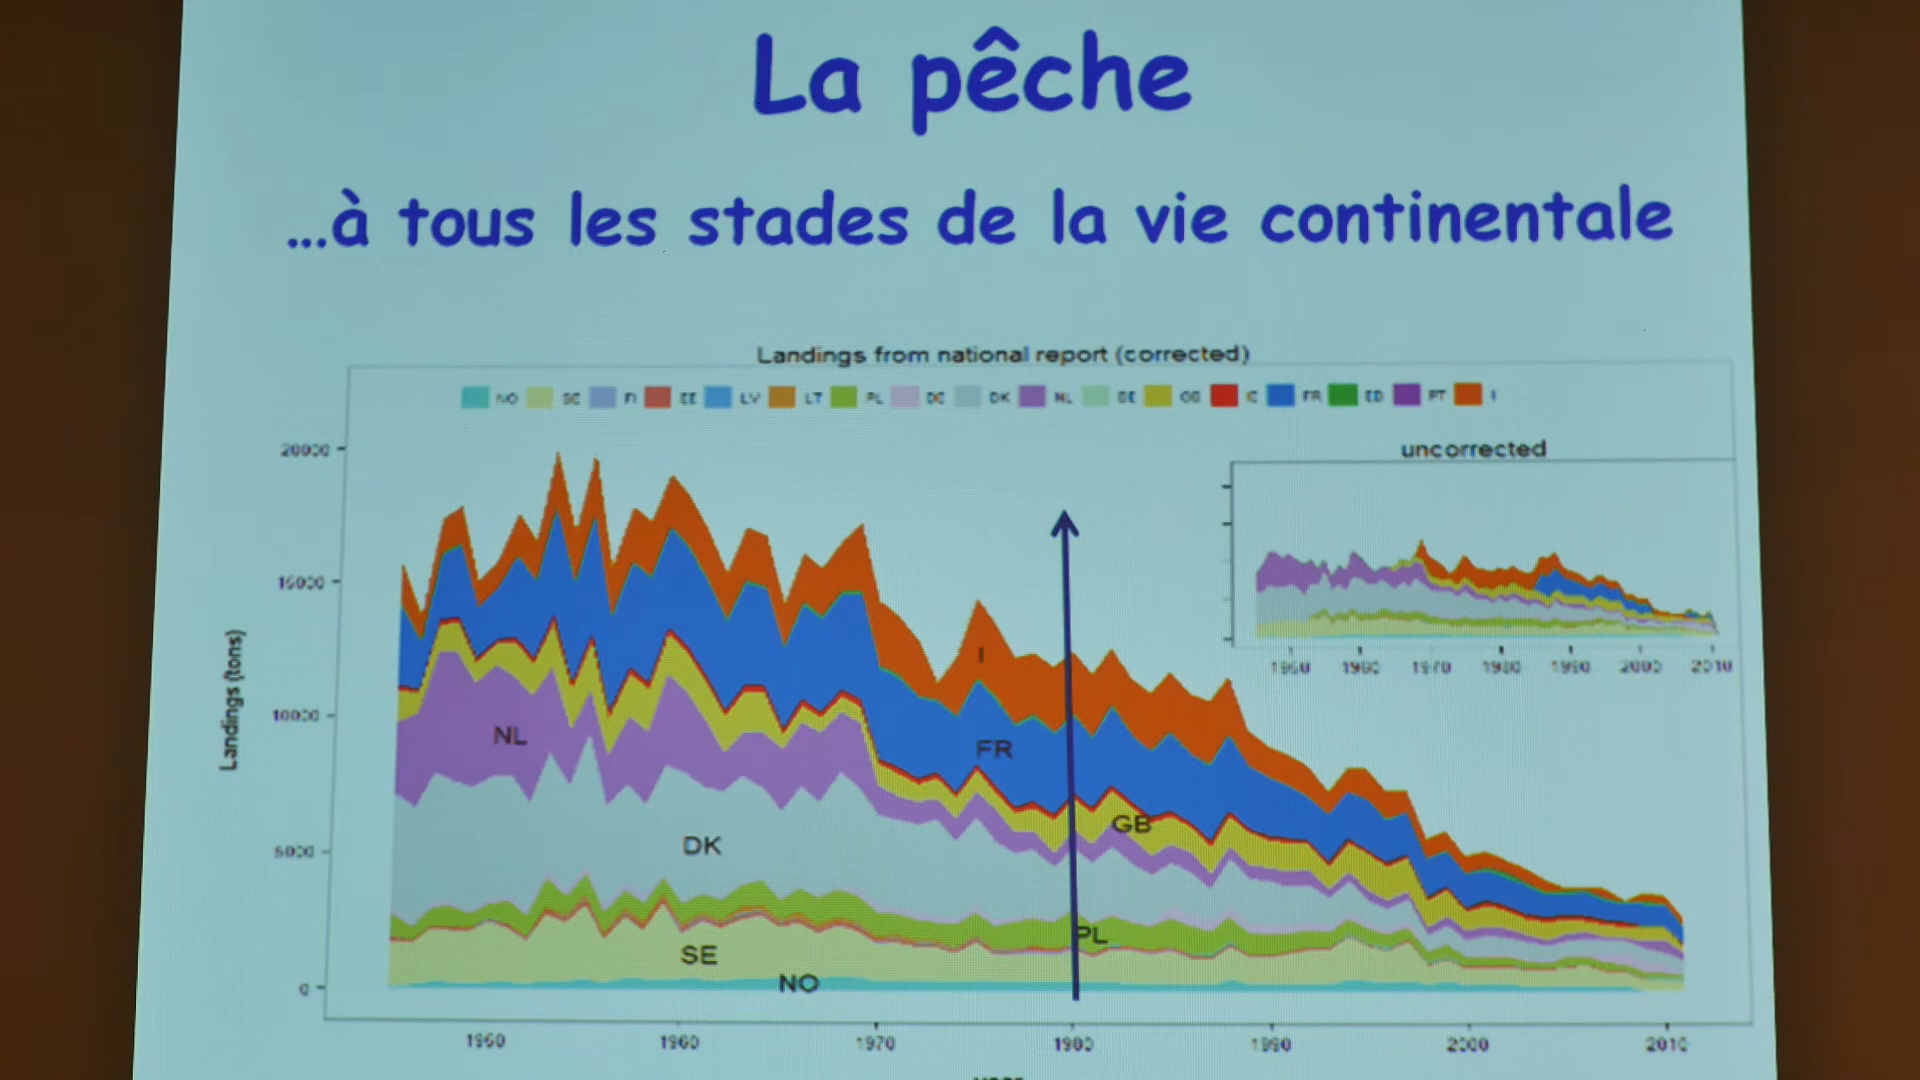 La pêche
...à tous les stades de la vie continentale
Landings from national report (corrected)
NO SE FI EE LV LT PL DE DK NL BE GB IE FR ED PT I
uncorrected
1950 1960 1970 1980 1990 2000 2010
Landings (tons)
20000
15000
10000
5000
0
I
FR
NL
GB
DK
PL
SE
NO
1950 1960 1970 1980 1990 2000 2010